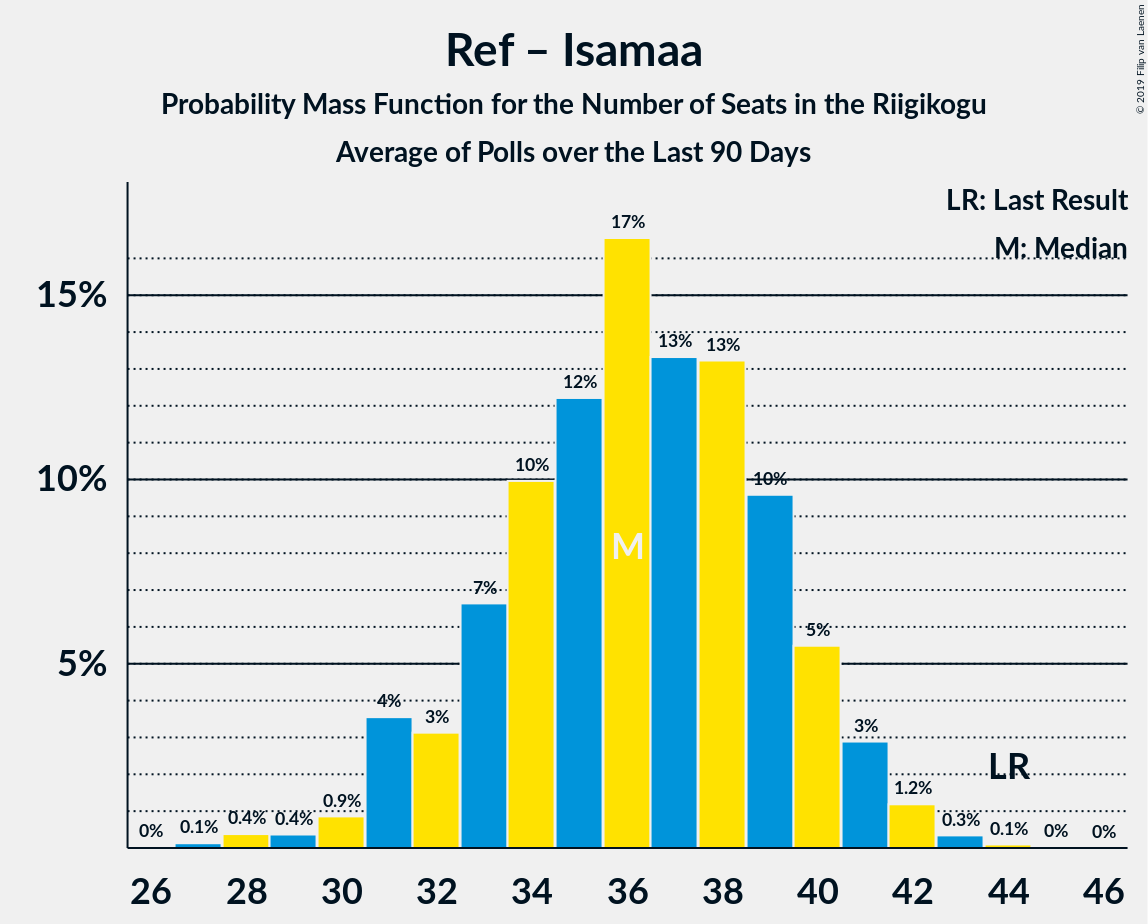 Ref – Isamaa
Probability Mass Function for the Number of Seats in the Riigikogu
Average of Polls over the Last 90 Days
© 2019 Filip van Laenen
LR: Last Result
M: Median
15%
10%
5%
0%
0.1%
0.4%
0.4%
0.9%
4%
3%
7%
10%
12%
17%
13%
13%
10%
5%
3%
1.2%
0.3%
0.1%
0%
0%
M
LR
26 28 30 32 34 36 38 40 42 44 46